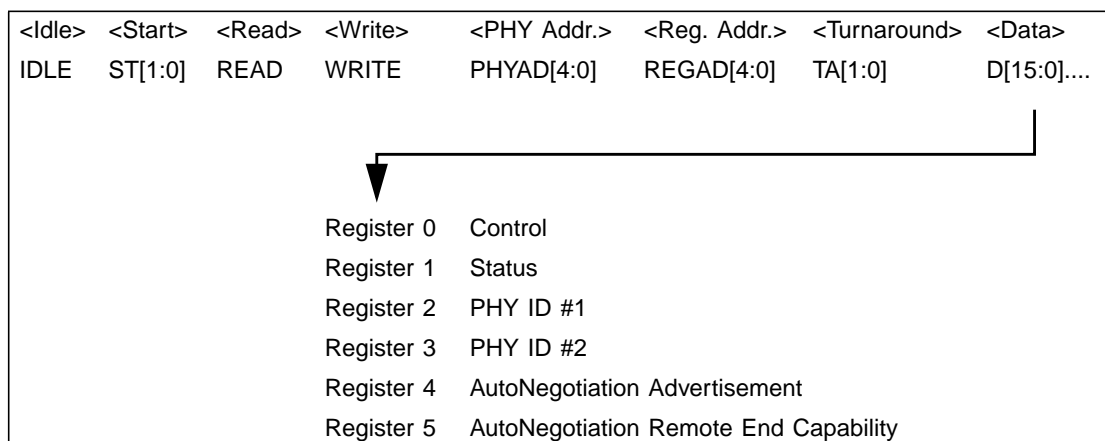 <Idle> <Start> <Read> <Write> <PHY Addr.> <Reg. Addr.> <Turnaround> <Data>
IDLE ST[1:0] READ WRITE PHYAD[4:0] REGAD[4:0] TA[1:0] D[15:0]....
Register 0 Control
Register 1 Status
Register 2 PHY ID #1
Register 3 PHY ID #2
Register 4 AutoNegotiation Advertisement
Register 5 AutoNegotiation Remote End Capability